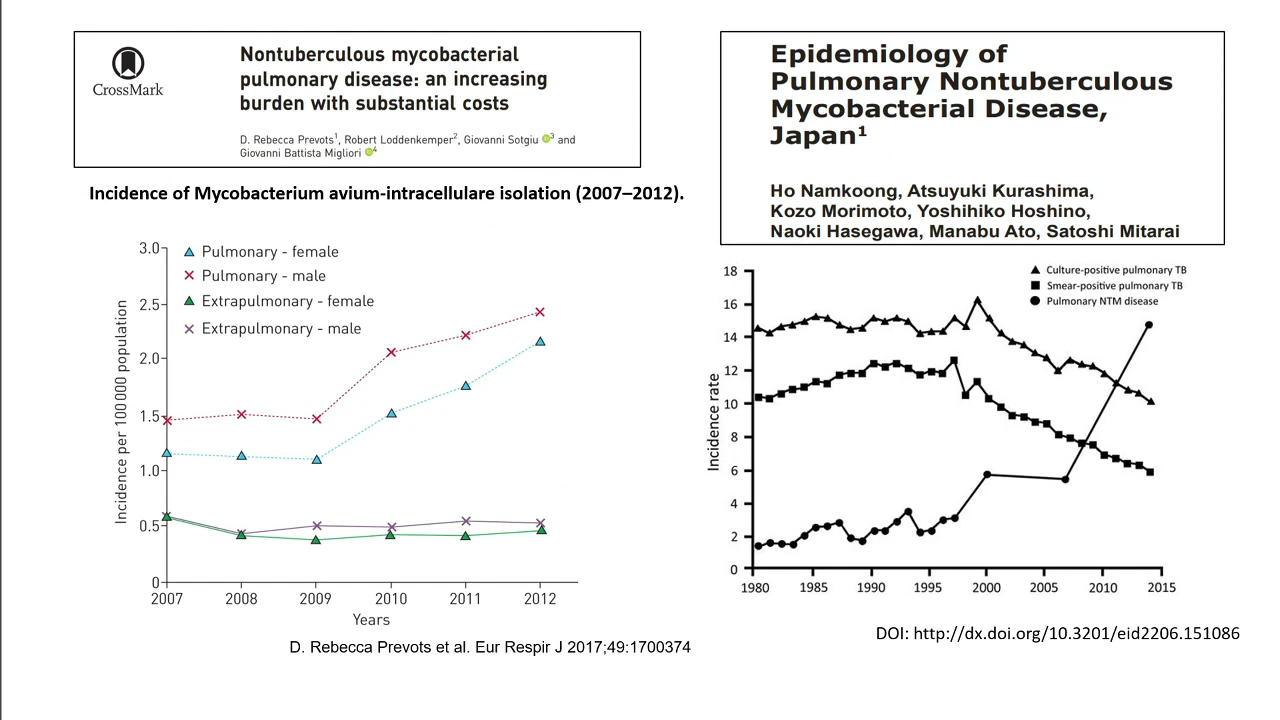 CrossMark
Nontuberculous mycobacterial
pulmonary disease: an increasing
burden with substantial costs
D. Rebecca Prevots¹, Robert Loddenkemper², Giovanni Sotgiu ³ and
Giovanni Battista Migliori ⁴
Incidence of Mycobacterium avium-intracellulare isolation (2007–2012).
Incidence per 100 000 population
3.0
2.5
2.0
1.5
1.0
0.5
0
Pulmonary - female
Pulmonary - male
Extrapulmonary - female
Extrapulmonary - male
2007 2008 2009 2010 2011 2012
Years
D. Rebecca Prevots et al. Eur Respir J 2017;49:1700374
Epidemiology of
Pulmonary Nontuberculous
Mycobacterial Disease,
Japan¹
Ho Namkoong, Atsuyuki Kurashima,
Kozo Morimoto, Yoshihiko Hoshino,
Naoki Hasegawa, Manabu Ato, Satoshi Mitarai
Incidence rate
18
16
14
12
10
8
6
4
2
0
Culture-positive pulmonary TB
Smear-positive pulmonary TB
Pulmonary NTM disease
1980 1985 1990 1995 2000 2005 2010 2015
DOI: http://dx.doi.org/10.3201/eid2206.151086